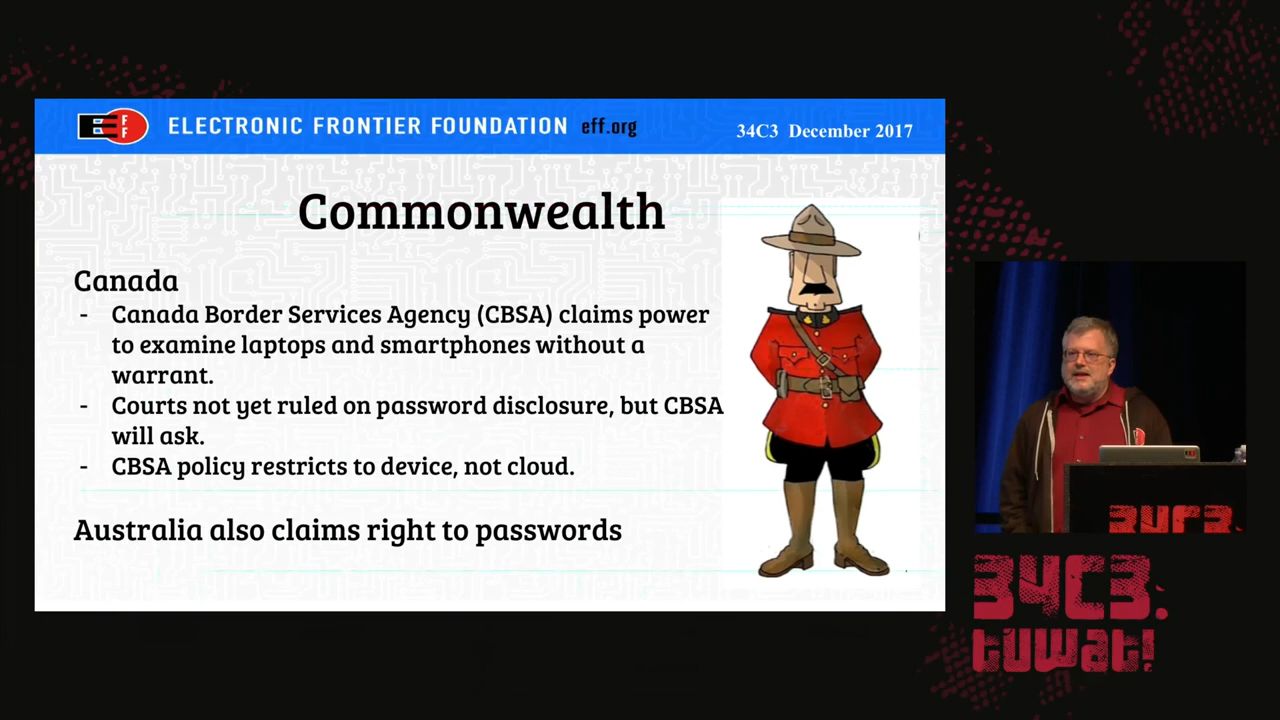 E F F
ELECTRONIC FRONTIER FOUNDATION eff.org
34C3 December 2017
Commonwealth
Canada
- Canada Border Services Agency (CBSA) claims power
to examine laptops and smartphones without a
warrant.
- Courts not yet ruled on password disclosure, but CBSA
will ask.
- CBSA policy restricts to device, not cloud.
Australia also claims right to passwords
34C3.
34C3.
tuwat!